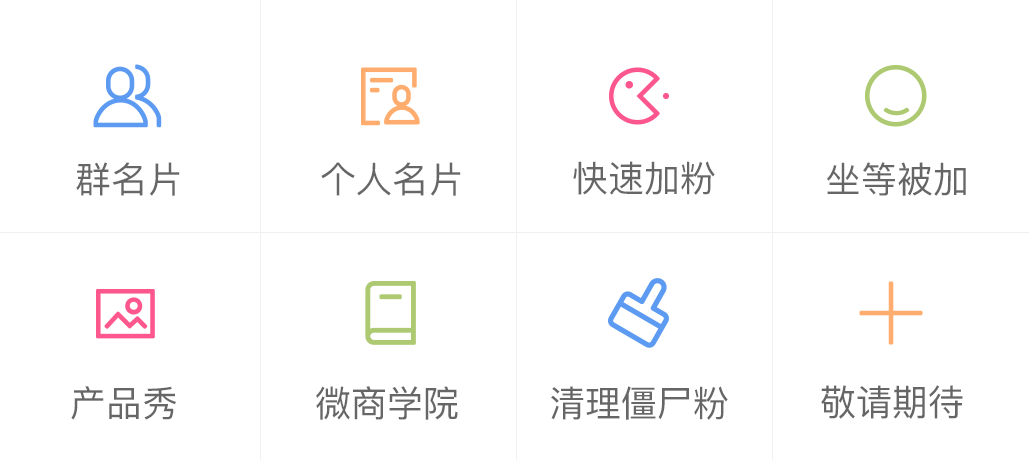 群名片
个人名片
快速加粉
坐等被加
产品秀
微商学院
清理僵尸粉
敬请期待